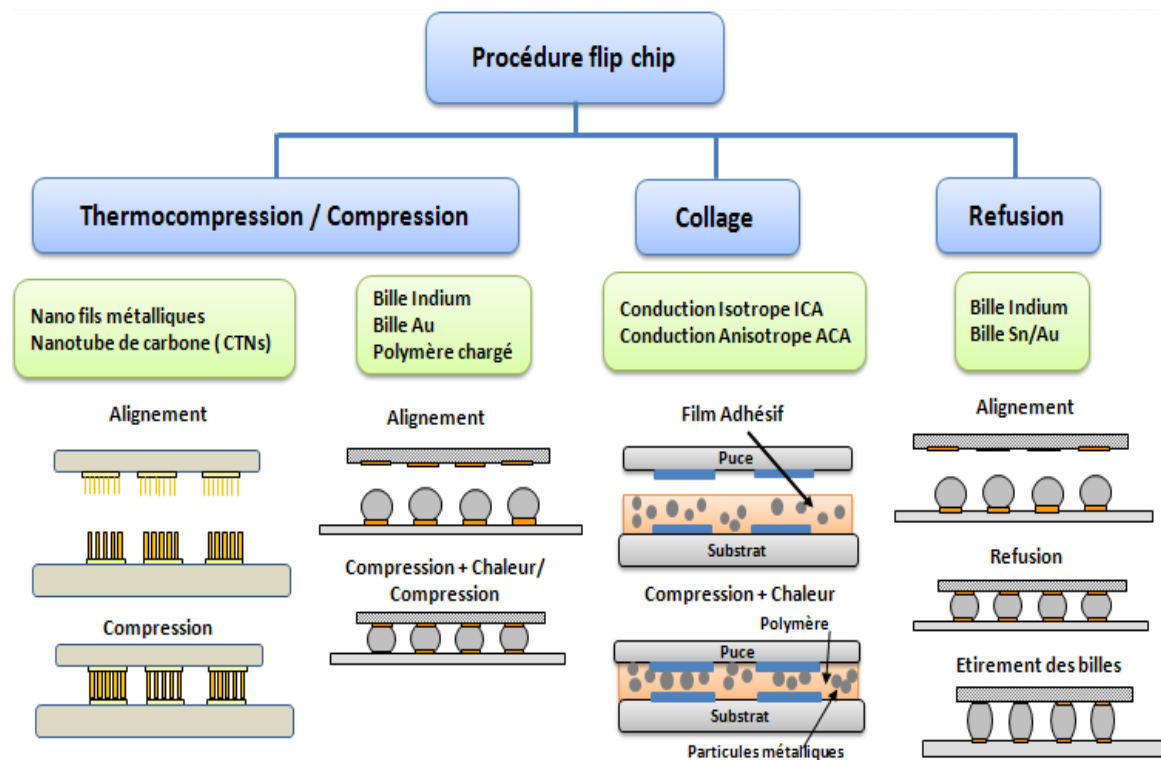 Procédure flip chip
Thermocompression / Compression
Collage
Refusion
Nano fils métalliques
Nanotube de carbone ( CTNs)
Bille Indium
Bille Au
Polymère chargé
Conduction Isotrope ICA
Conduction Anisotrope ACA
Bille Indium
Bille Sn/Au
Alignement
Compression
Alignement
Compression + Chaleur/
Compression
Film Adhésif
Puce
Substrat
Compression + Chaleur
Polymère
Puce
Substrat
Particules métalliques
Alignement
Refusion
Etirement des billes